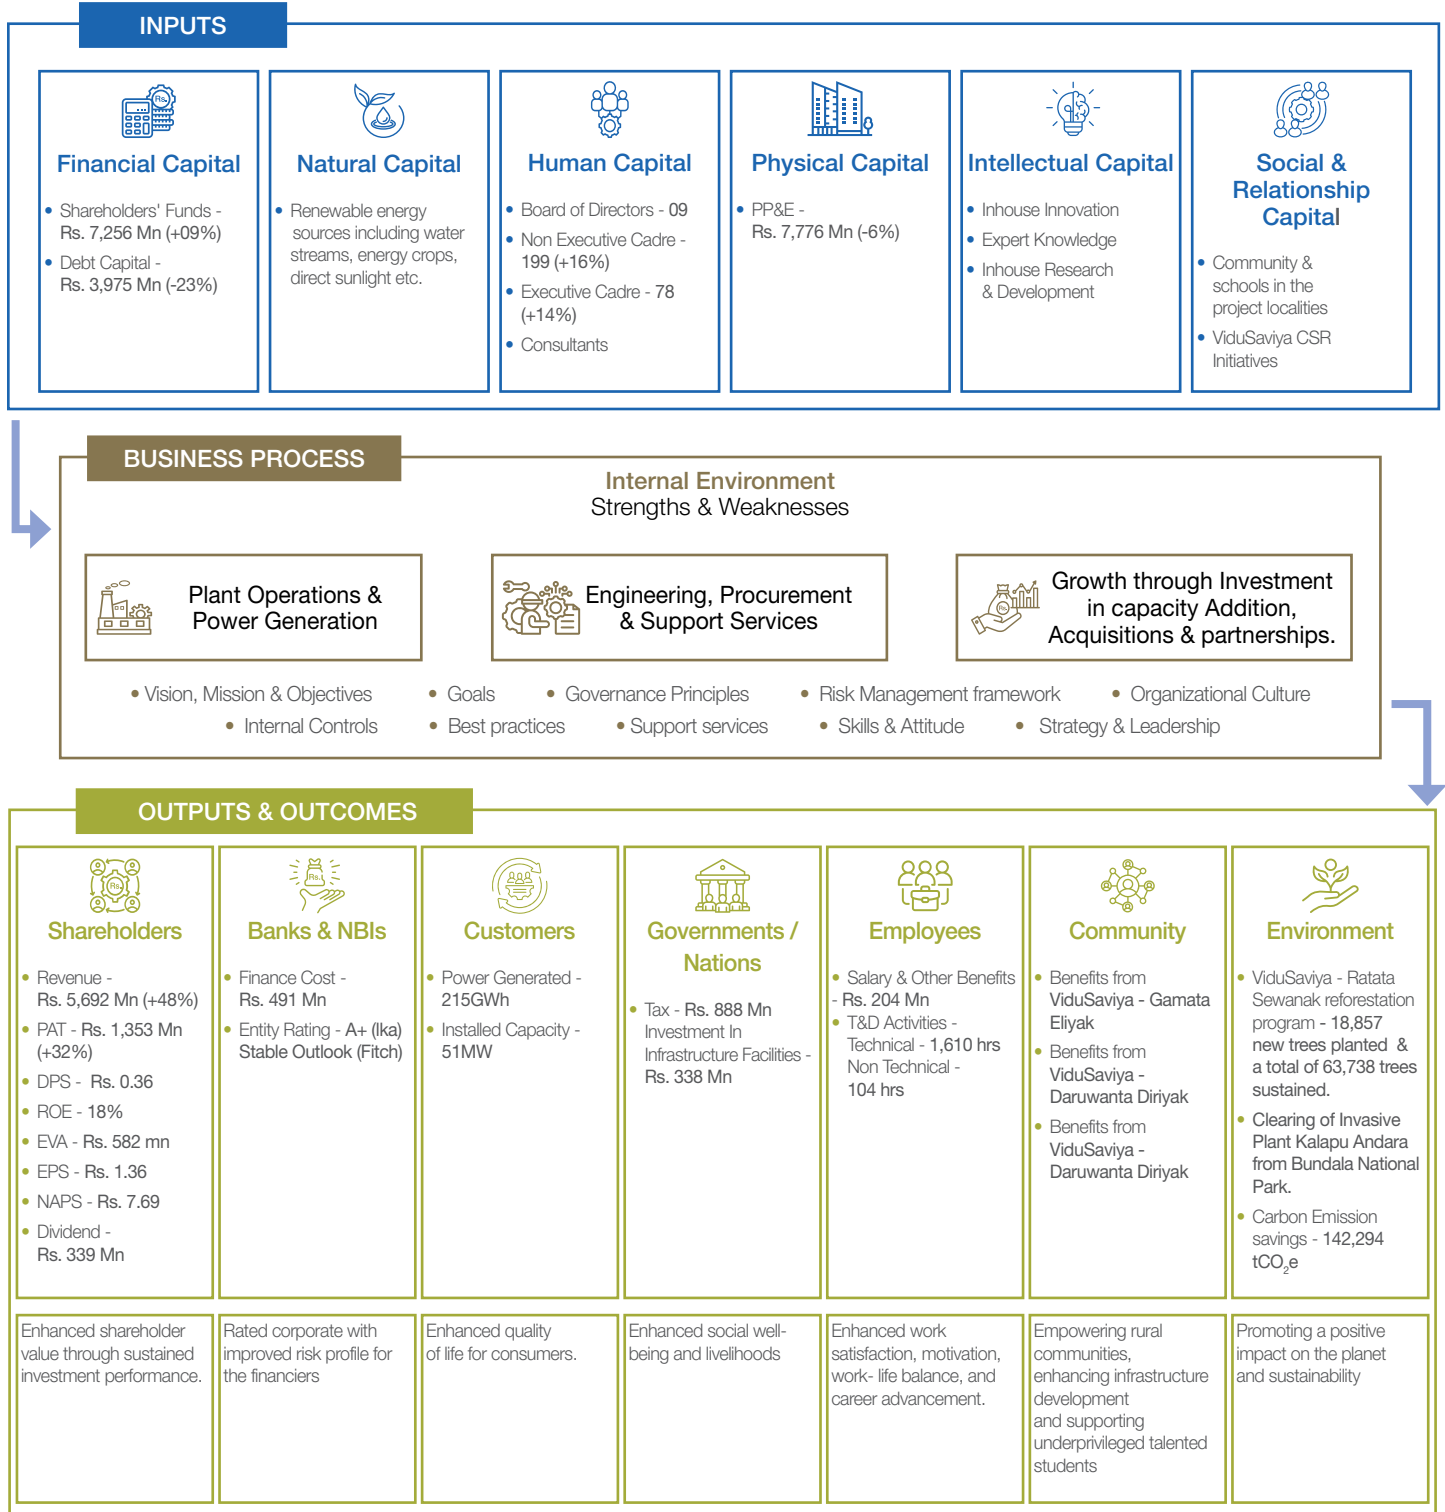 INPUTS
Rs.
Financial Capital
• Shareholders' Funds -
Rs. 7,256 Mn (+09%)
• Debt Capital -
Rs. 3,975 Mn (-23%)
Natural Capital
• Renewable energy
sources including water
streams, energy crops,
direct sunlight etc.
Human Capital
• Board of Directors - 09
• Non Executive Cadre -
199 (+16%)
• Executive Cadre - 78
(+14%)
• Consultants
Physical Capital
• PP&E -
Rs. 7,776 Mn (-6%)
Intellectual Capital
• Inhouse Innovation
• Expert Knowledge
• Inhouse Research
& Development
Social &
Relationship
Capital
• Community &
schools in the
project localities
• ViduSaviya CSR
Initiatives
BUSINESS PROCESS
Internal Environment
Strengths & Weaknesses
Plant Operations &
Power Generation
Engineering, Procurement
& Support Services
Rs.
Growth through Investment
in capacity Addition,
Acquisitions & partnerships.
• Vision, Mission & Objectives • Goals • Governance Principles • Risk Management framework • Organizational Culture
• Internal Controls • Best practices • Support services • Skills & Attitude • Strategy & Leadership
OUTPUTS & OUTCOMES
Rs.
Shareholders
• Revenue -
Rs. 5,692 Mn (+48%)
• PAT - Rs. 1,353 Mn
(+32%)
• DPS - Rs. 0.36
• ROE - 18%
• EVA - Rs. 582 mn
• EPS - Rs. 1.36
• NAPS - Rs. 7.69
• Dividend -
Rs. 339 Mn
Enhanced shareholder
value through sustained
investment performance.
Rs.
Banks & NBIs
• Finance Cost -
Rs. 491 Mn
• Entity Rating - A+ (lka)
Stable Outlook (Fitch)
Rated corporate with
improved risk profile for
the financiers
Customers
• Power Generated -
215GWh
• Installed Capacity -
51MW
Enhanced quality
of life for consumers.
Governments /
Nations
• Tax - Rs. 888 Mn
Investment In
Infrastructure Facilities -
Rs. 338 Mn
Enhanced social well-
being and livelihoods
Employees
• Salary & Other Benefits
- Rs. 204 Mn
• T&D Activities -
Technical - 1,610 hrs
Non Technical -
104 hrs
Enhanced work
satisfaction, motivation,
work- life balance, and
career advancement.
Community
• Benefits from
ViduSaviya - Gamata
Eliyak
• Benefits from
ViduSaviya -
Daruwanta Diriyak
• Benefits from
ViduSaviya -
Daruwanta Diriyak
Empowering rural
communities,
enhancing infrastructure
development
and supporting
underprivileged talented
students
Environment
• ViduSaviya - Ratata
Sewanak reforestation
program - 18,857
new trees planted &
a total of 63,738 trees
sustained.
• Clearing of Invasive
Plant Kalapu Andara
from Bundala National
Park.
• Carbon Emission
savings - 142,294
tCO₂e
Promoting a positive
impact on the planet
and sustainability